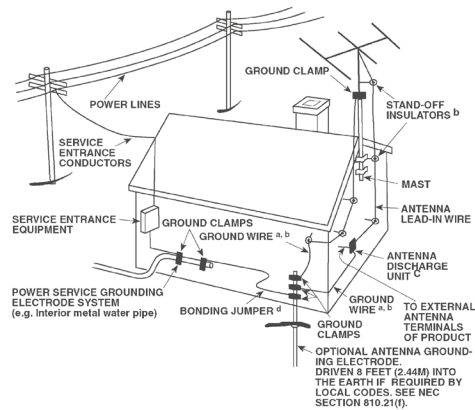 GROUND CLAMP
POWER LINES
STAND-OFF
INSULATORS b
SERVICE
ENTRANCE
CONDUCTORS
MAST
ANTENNA
LEAD-IN WIRE
SERVICE ENTRANCE
EQUIPMENT
GROUND CLAMPS
GROUND WIRE a, b
ANTENNA
DISCHARGE
UNIT C
POWER SERVICE GROUNDING
ELECTRODE SYSTEM
(e.g. Interior metal water pipe)
BONDING JUMPER d
GROUND
WIRE a, b
TO EXTERNAL
ANTENNA
TERMINALS
OF PRODUCT
GROUND
CLAMPS
OPTIONAL ANTENNA GROUND-
ING ELECTRODE.
DRIVEN 8 FEET (2.44M) INTO
THE EARTH IF REQUIRED BY
LOCAL CODES. SEE NEC
SECTION 810.21(f).